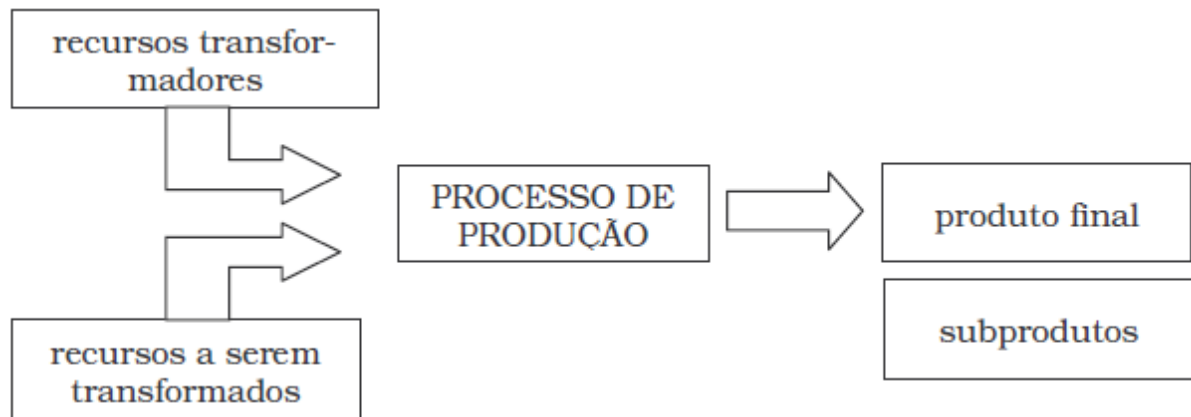 recursos transfor-
madores
PROCESSO DE
PRODUÇÃO
produto final
subprodutos
recursos a serem
transformados